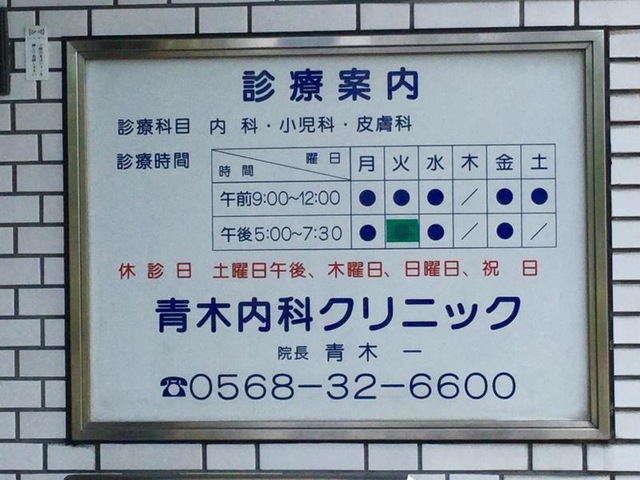 診療案内
診療科目 内科・小児科・皮膚科
診療時間
曜日 時間 月 火 水 木 金 土
午前9:00~12:00 ● ● ● / ● ●
午後5:00~7:30 ● ● / ● /
休診日 土曜日午後、木曜日、日曜日、祝日
青木内科クリニック
院長 青木 一
☎0568-32-6600